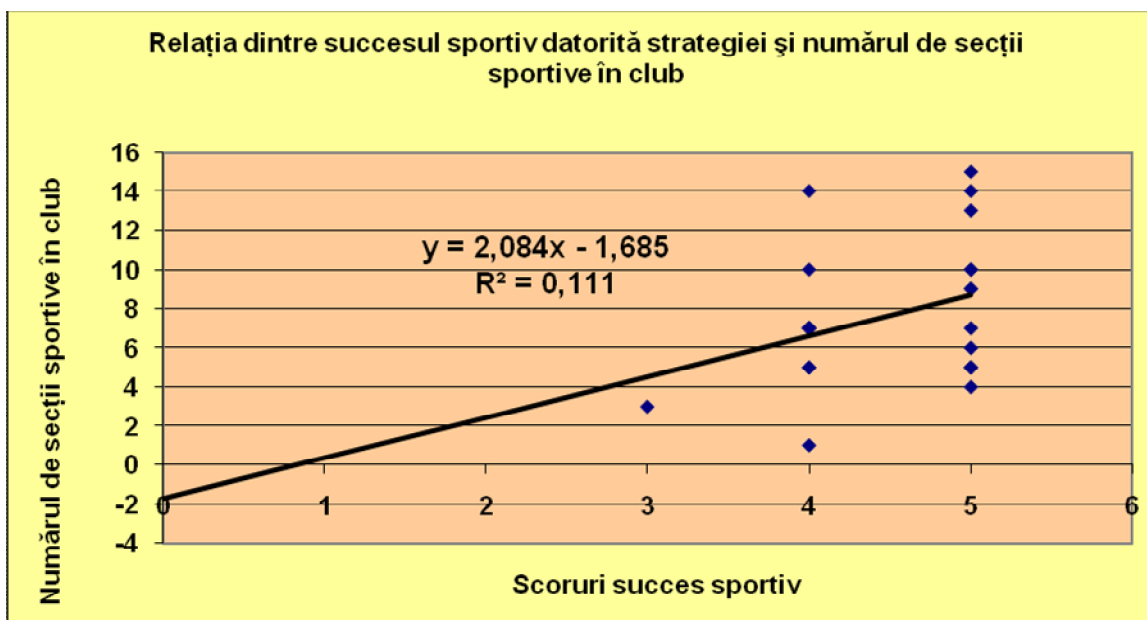 Relația dintre succesul sportiv datorită strategiei şi numărul de secții
sportive în club
Numărul de secții sportive în club
16
14
12
10
8
6
4
2
0
-2
-4
y = 2,084x - 1,685
R² = 0,111
0 1 2 3 4 5 6
Scoruri succes sportiv